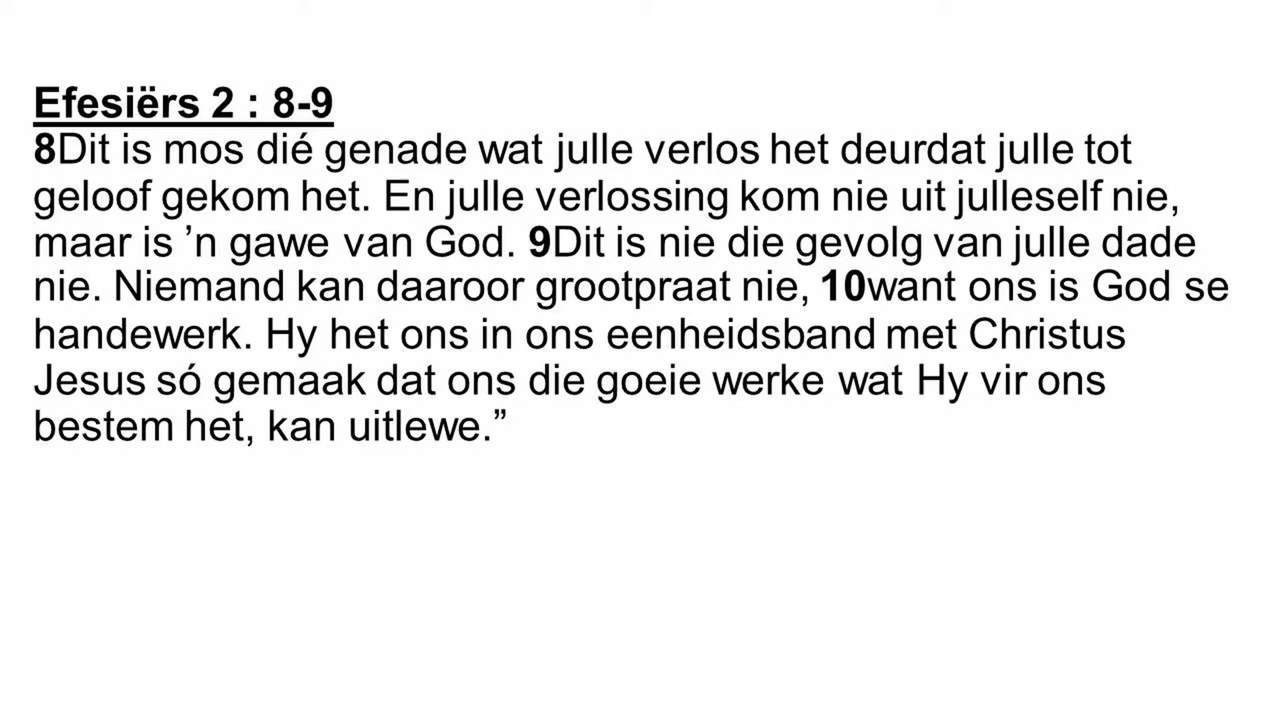 Efesiërs 2 : 8-9
8Dit is mos dié genade wat julle verlos het deurdat julle tot
geloof gekom het. En julle verlossing kom nie uit julleself nie,
maar is ’n gawe van God. 9Dit is nie die gevolg van julle dade
nie. Niemand kan daaroor grootpraat nie, 10want ons is God se
handewerk. Hy het ons in ons eenheidsband met Christus
Jesus só gemaak dat ons die goeie werke wat Hy vir ons
bestem het, kan uitlewe.”